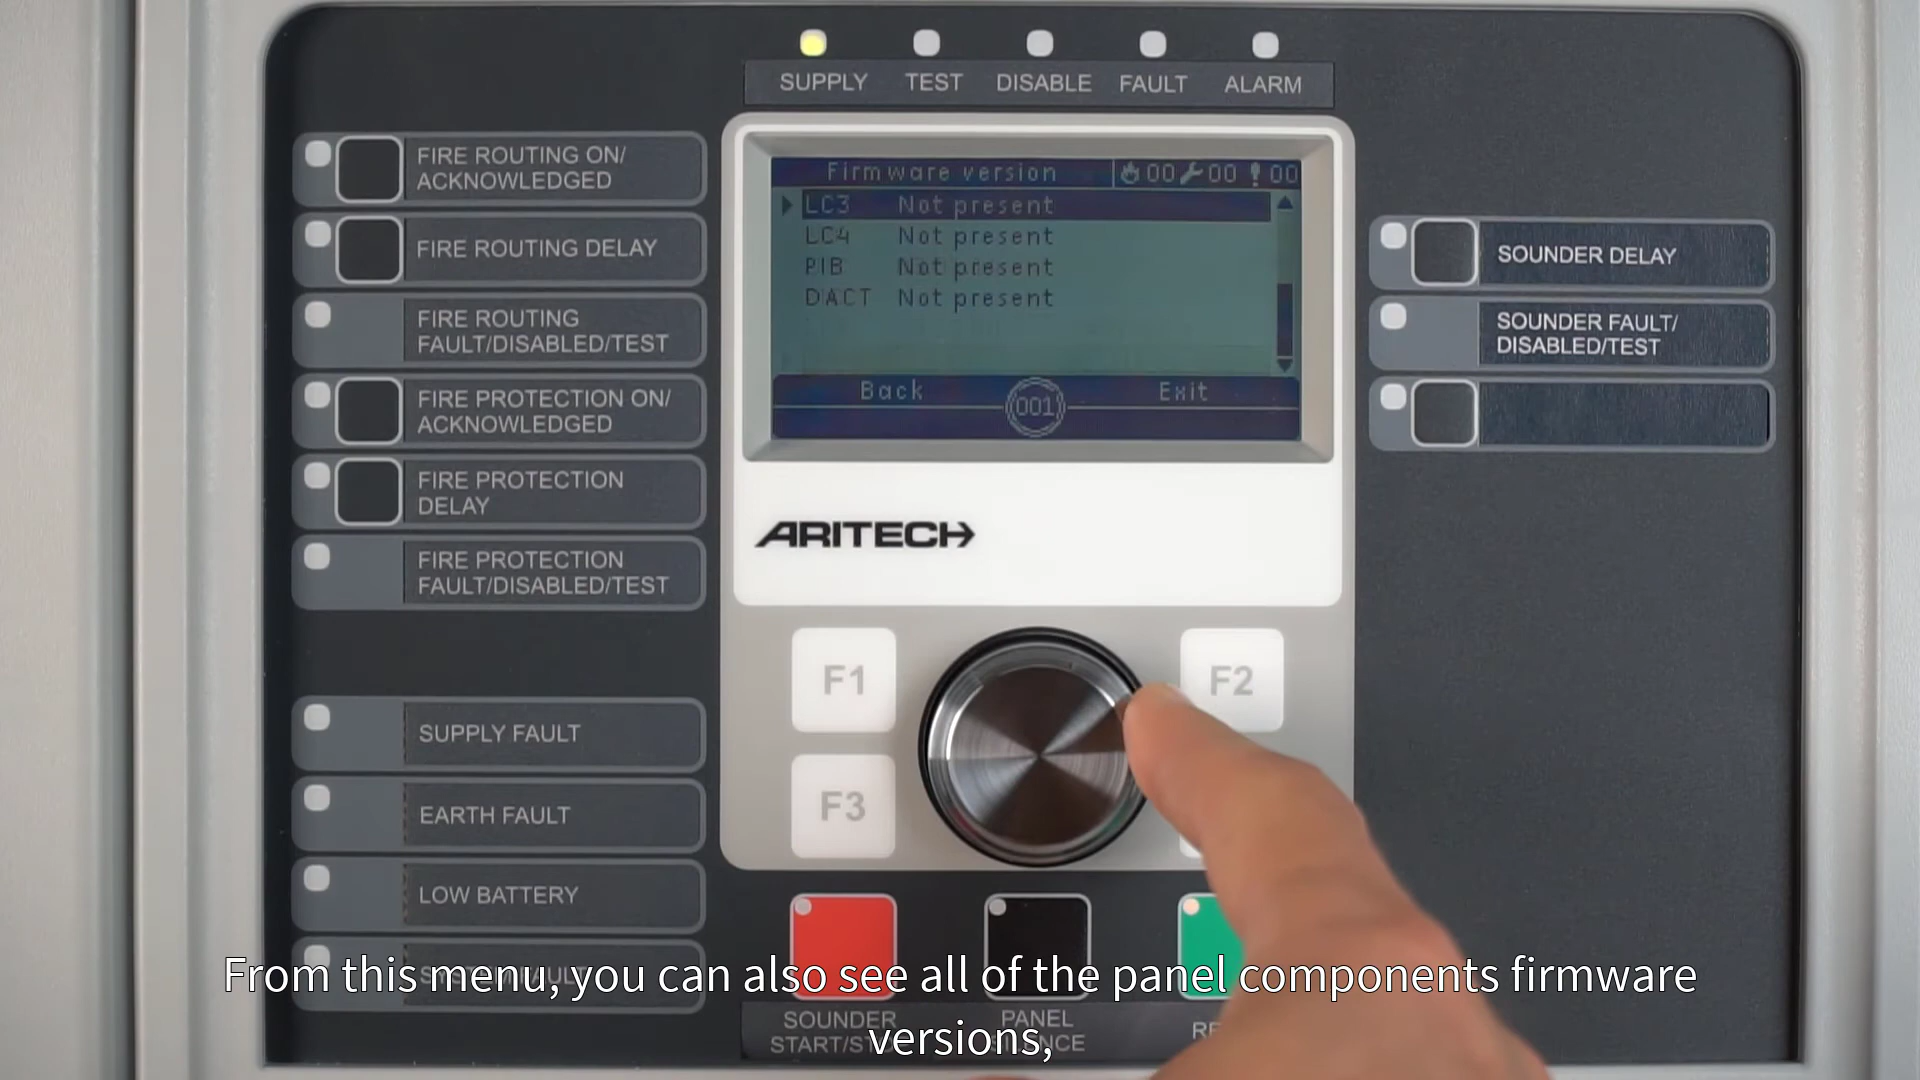 SUPPLY TEST DISABLE FAULT ALARM
FIRE ROUTING ON/
ACKNOWLEDGED
FIRE ROUTING DELAY
FIRE ROUTING
FAULT/DISABLED/TEST
FIRE PROTECTION ON/
ACKNOWLEDGED
FIRE PROTECTION
DELAY
FIRE PROTECTION
FAULT/DISABLED/TEST
SUPPLY FAULT
EARTH FAULT
LOW BATTERY
Firmware version 00 00 00
LC3 Not present
LC4 Not present
PIB Not present
DACT Not present
Back 001 Exit
ARITECH
F1 F2
F3
SOUNDER DELAY
SOUNDER FAULT/
DISABLED/TEST
SOUNDER
PANEL
From this menu, you can also see all of the panel components firmware
versions,